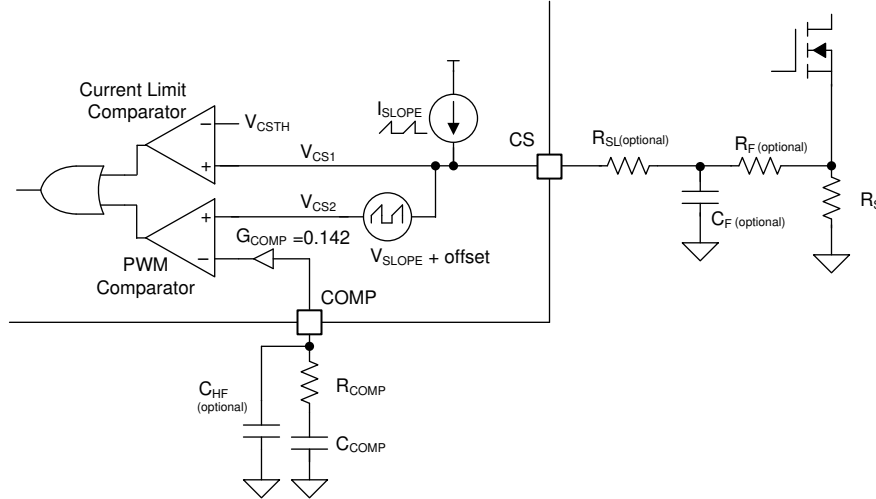 Current Limit
Comparator
VCSTH
ISLOPE
CS
VCS1
RSL(optional)
RF (optional)
CF (optional)
RS
VCS2
GCOMP =0.142
VSLOPE + offset
PWM
Comparator
COMP
CHF
(optional)
RCOMP
CCOMP